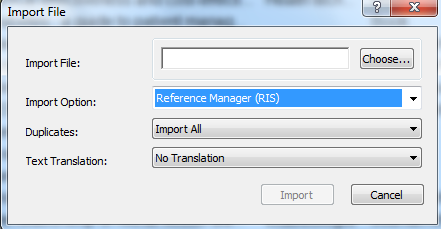 Import File
?
Import File:
Choose...
Import Option:
Reference Manager (RIS)
Duplicates:
Import All
Text Translation:
No Translation
Import
Cancel